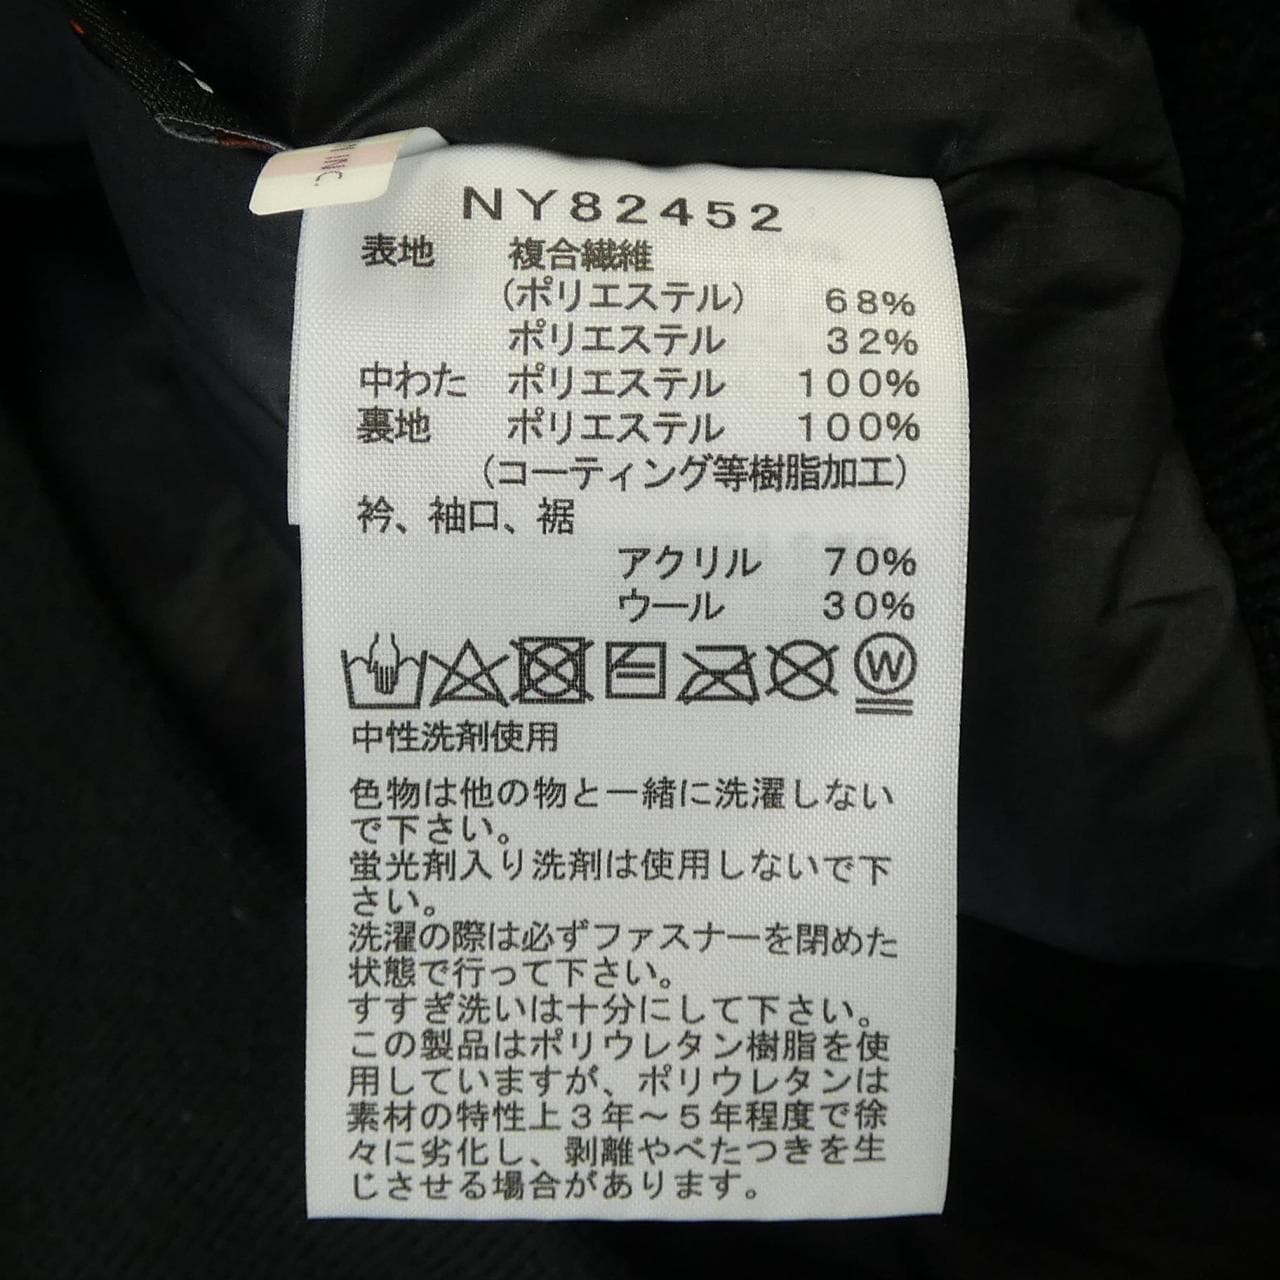 INC.
NY82452
表地 複合繊維
(ポリエステル) 68%
ポリエステル 32%
中わた ポリエステル 100%
裏地 ポリエステル 100%
(コーティング等樹脂加工)
衿、袖口、裾
アクリル 70%
ウール 30%
W
中性洗剤使用
色物は他の物と一緒に洗濯しない
で下さい。
蛍光剤入り洗剤は使用しないで下
さい。
洗濯の際は必ずファスナーを閉めた
状態で行って下さい。
すすぎ洗いは十分にして下さい。
この製品はポリウレタン樹脂を使
用していますが、ポリウレタンは
素材の特性上3年～5年程度で徐
々に劣化し、剥離やべたつきを生
じさせる場合があります。